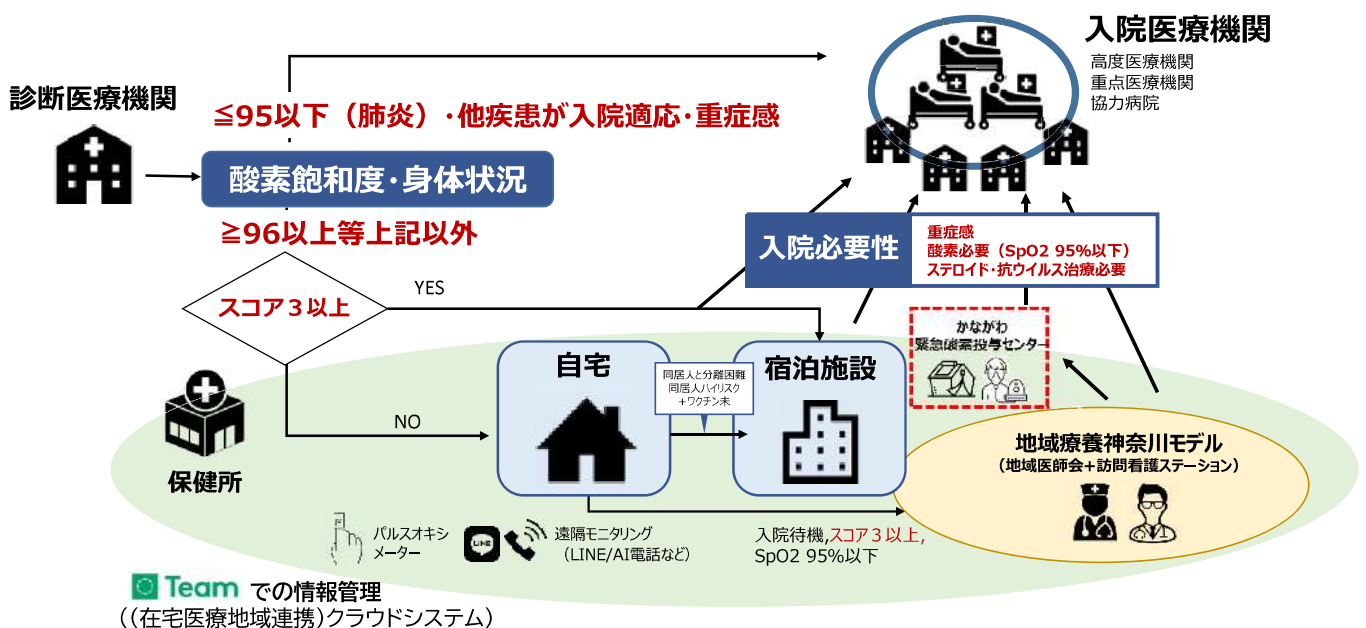 診断医療機関
≦95以下（肺炎）・他疾患が入院適応・重症感
酸素飽和度・身体状況
≧96以上等上記以外
入院医療機関
高度医療機関
重点医療機関
協力病院
入院必要性
重症感
酸素必要（SpO2 95%以下）
ステロイド・抗ウイルス治療必要
スコア３以上
YES
NO
かながわ
緊急酸素投与センター
自宅
同居人と分離困難
同居人ハイリスク
＋ワクチン未
宿泊施設
保健所
地域療養神奈川モデル
（地域医師会＋訪問看護ステーション）
パルスオキシ
メーター
LINE
遠隔モニタリング
（LINE/AI電話など）
入院待機,スコア３以上,
SpO2 95%以下
Team での情報管理
((在宅医療地域連携)クラウドシステム)